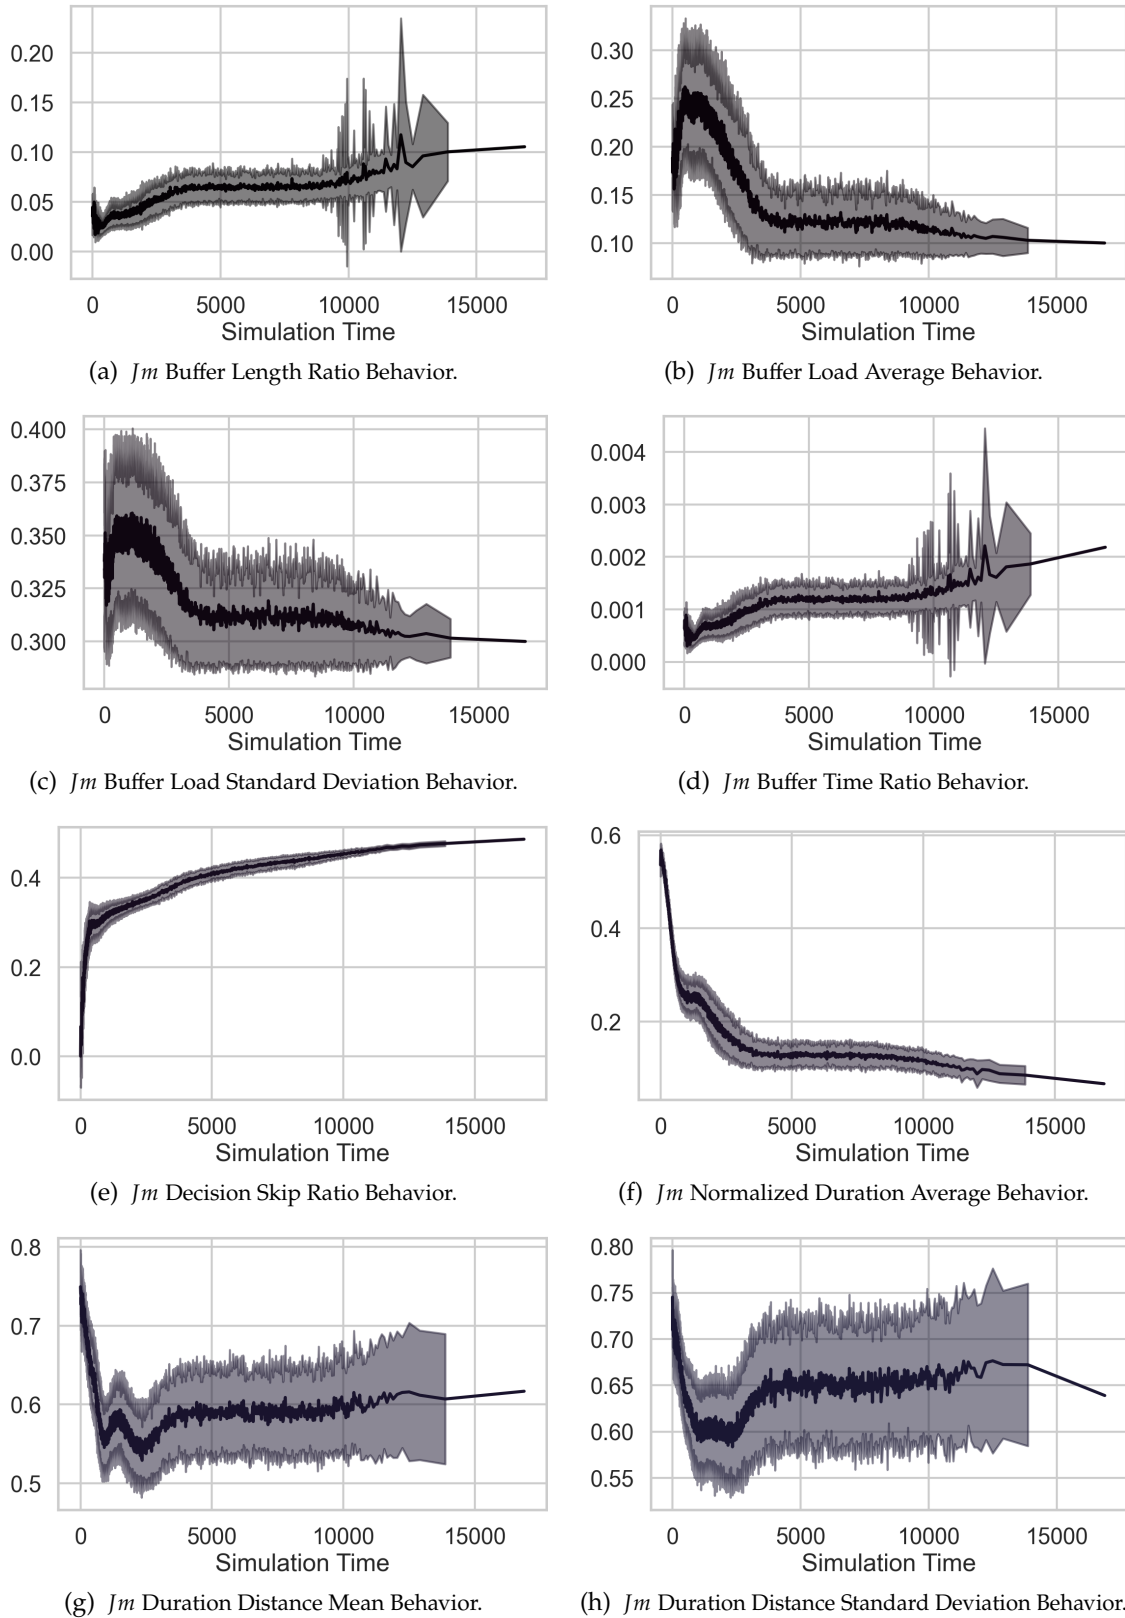 0.20
0.15
0.10
0.05
0.00
0 5000 10000 15000
Simulation Time
(a) Jm Buffer Length Ratio Behavior.
0.30
0.25
0.20
0.15
0.10
0 5000 10000 15000
Simulation Time
(b) Jm Buffer Load Average Behavior.
0.400
0.375
0.350
0.325
0.300
0 5000 10000 15000
Simulation Time
(c) Jm Buffer Load Standard Deviation Behavior.
0.004
0.003
0.002
0.001
0.000
0 5000 10000 15000
Simulation Time
(d) Jm Buffer Time Ratio Behavior.
0.4
0.2
0.0
0 5000 10000 15000
Simulation Time
(e) Jm Decision Skip Ratio Behavior.
0.6
0.4
0.2
0 5000 10000 15000
Simulation Time
(f) Jm Normalized Duration Average Behavior.
0.8
0.7
0.6
0.5
0 5000 10000 15000
Simulation Time
(g) Jm Duration Distance Mean Behavior.
0.80
0.75
0.70
0.65
0.60
0.55
0 5000 10000 15000
Simulation Time
(h) Jm Duration Distance Standard Deviation Behavior.